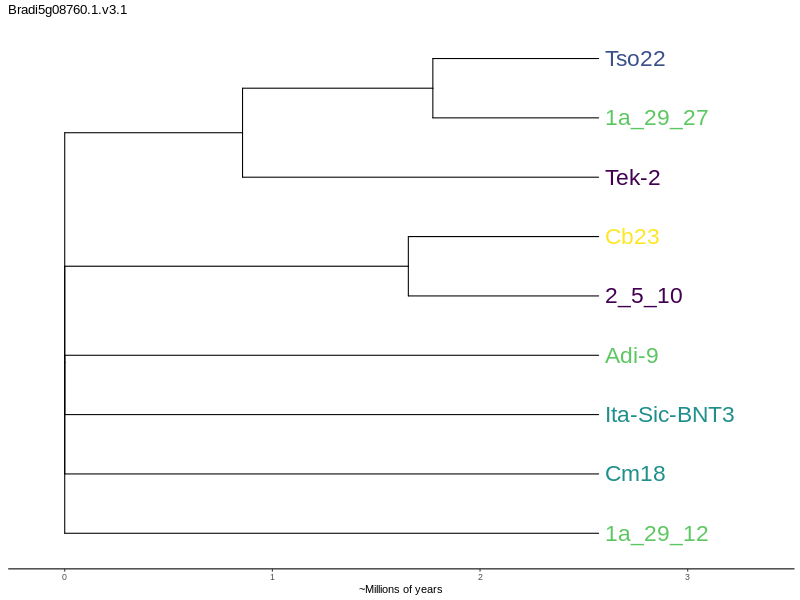 Bradi5g08760.1.v3.1
Tso22
1a_29_27
Tek-2
Cb23
2_5_10
Adi-9
Ita-Sic-BNT3
Cm18
1a_29_12
0 1 2 3
~Millions of years